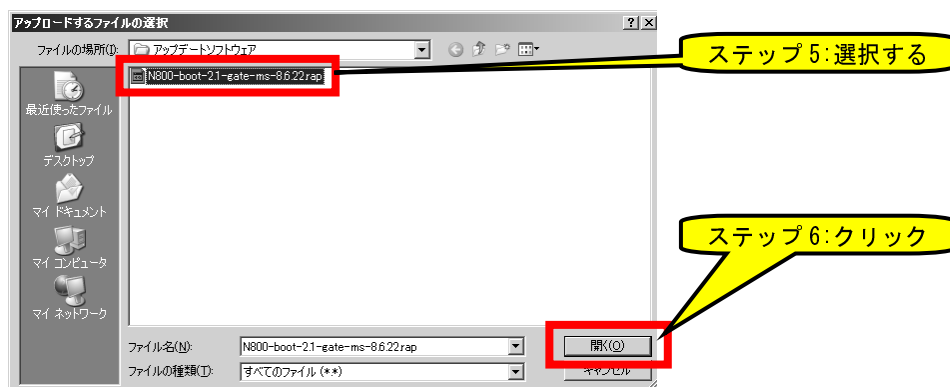 アップロードするファイルの選択
ファイルの場所(I):
アップデートソフトウェア
ステップ5:選択する
N800-boot-2.1-gate-ms-8.6.22.rap
最近使ったファイル
デスクトップ
マイ ドキュメント
ステップ6:クリック
マイ コンピュータ
マイ ネットワーク
ファイル名(N):
N800-boot-2.1-gate-ms-8.6.22.rap
開く(O)
ファイルの種類(T):
すべてのファイル (*.*)
キャンセル